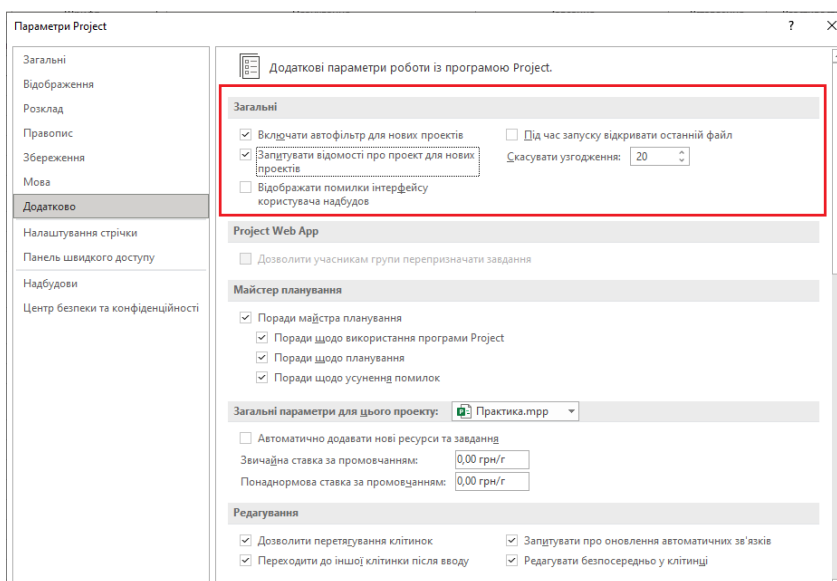 Параметри Project
?
Загальні
Відображення
Розклад
Правопис
Збереження
Мова
Додатково
Налаштування стрічки
Панель швидкого доступу
Надбудови
Центр безпеки та конфіденційності
Додаткові параметри роботи із програмою Project.
Загальні
Включати автофільтр для нових проектів
Запитувати відомості про проект для нових
проектів
Відображати помилки інтерфейсу
користувача надбудов
Під час запуску відкривати останній файл
Скасувати узгодження: 20
Project Web App
Дозволити учасникам групи перепризначати завдання
Майстер планування
Поради майстра планування
Поради щодо використання програми Project
Поради щодо планування
Поради щодо усунення помилок
Загальні параметри для цього проекту: Практика.mpp
Автоматично додавати нові ресурси та завдання
Звичайна ставка за промовчанням: 0,00 грн/г
Понаднормова ставка за промовчанням: 0,00 грн/г
Редагування
Дозволити перетягування клітинок
Переходити до іншої клітинки після вводу
Запитувати про оновлення автоматичних зв'язків
Редагувати безпосередньо у клітинці